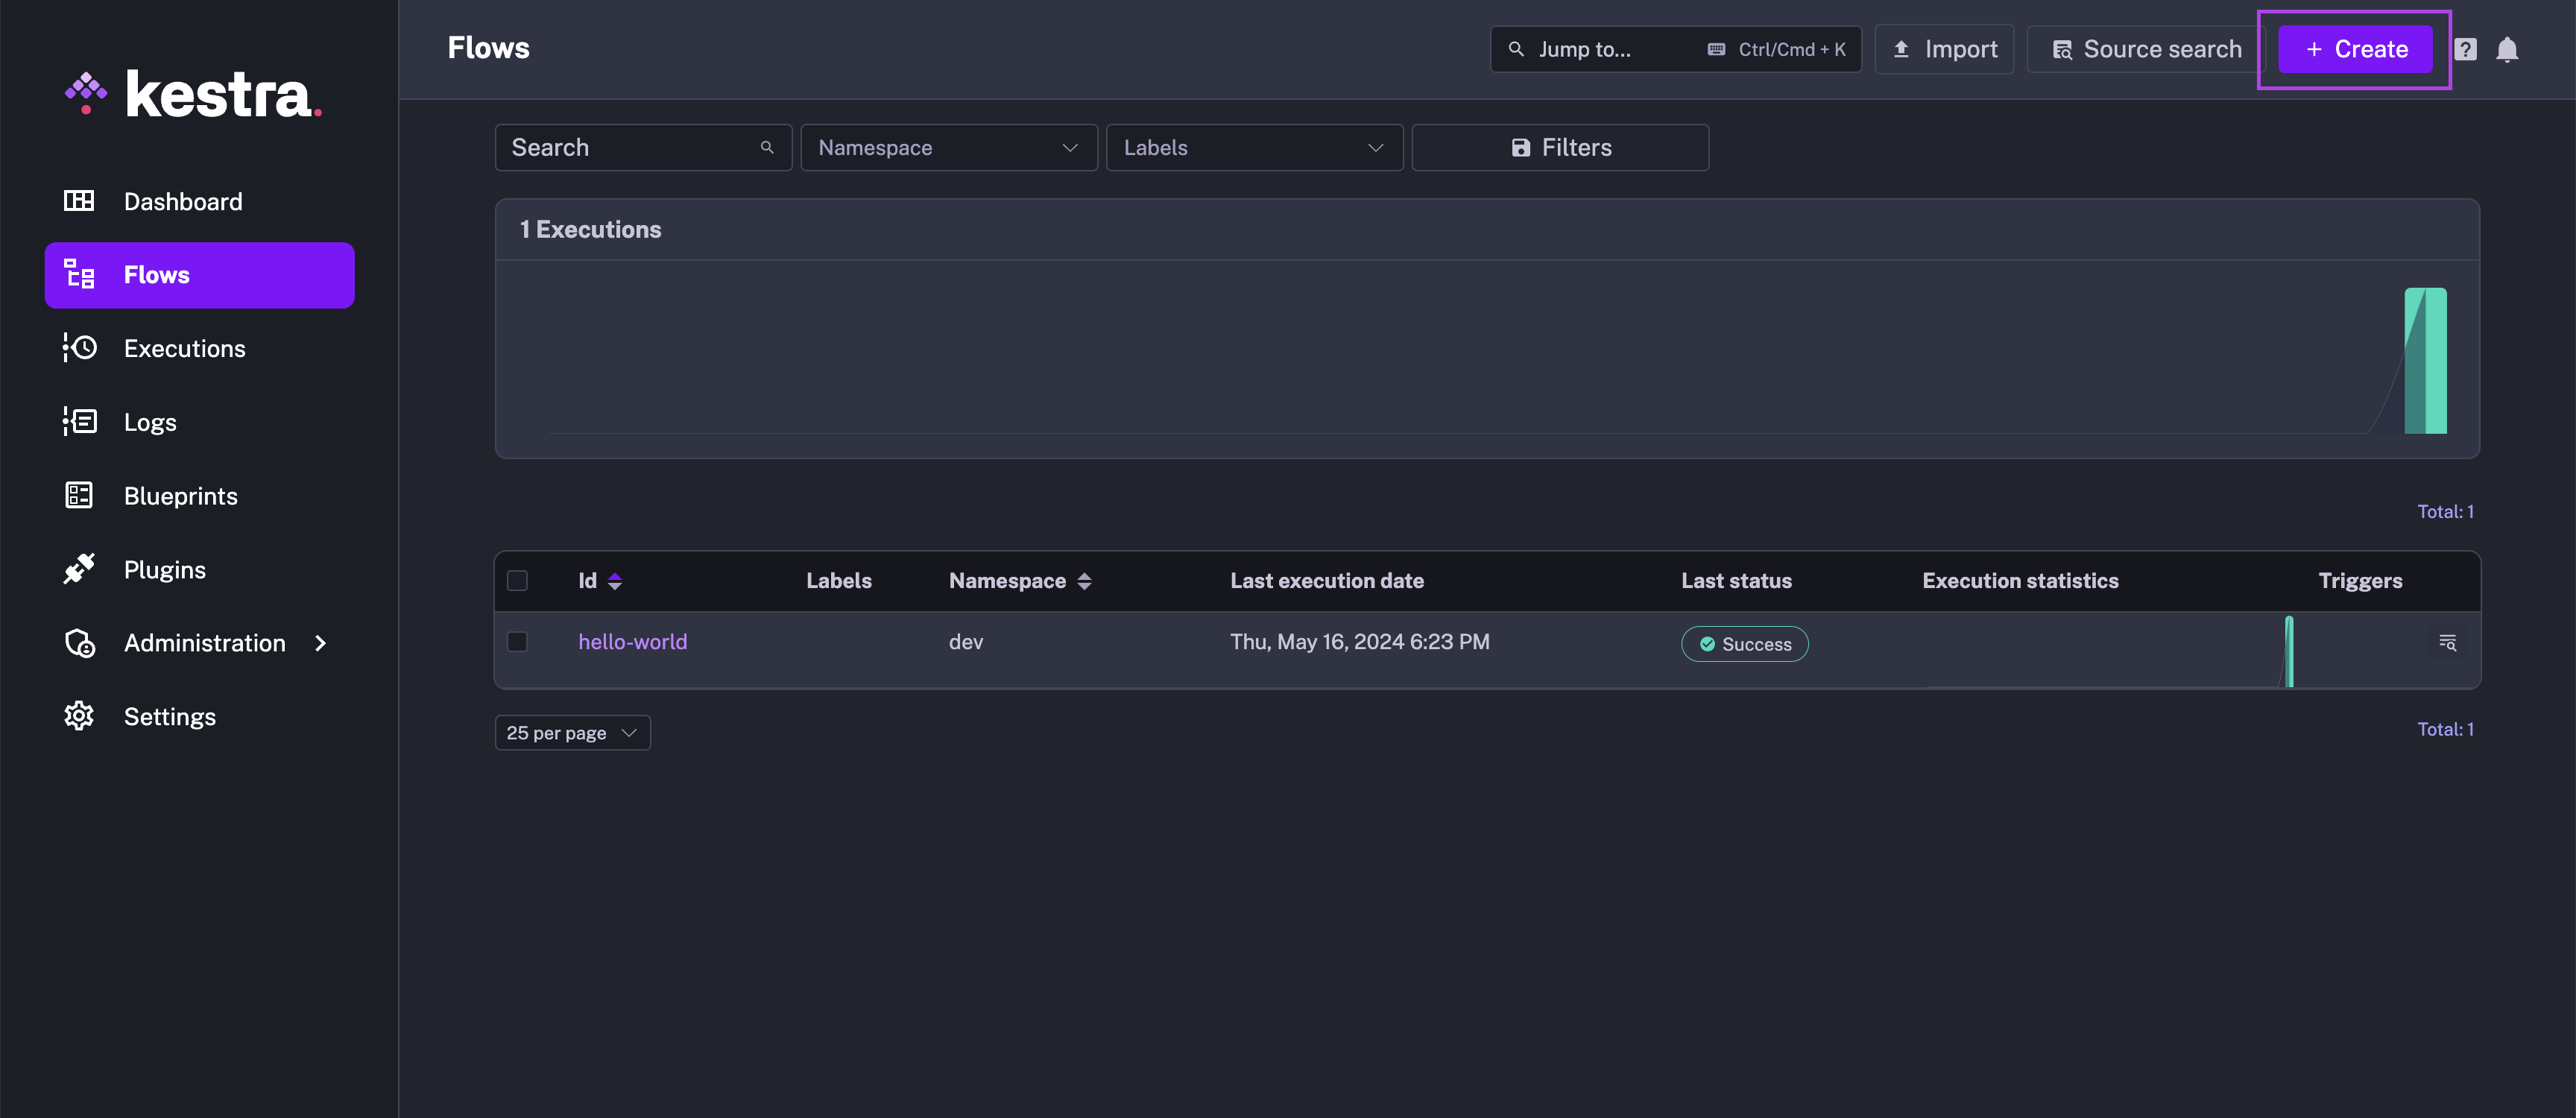 kestra.
Dashboard
Flows
Executions
Logs
Blueprints
Plugins
Administration
Settings
Flows
Jump to... Ctrl/Cmd + K Import Source search + Create ?
Search Namespace Labels Filters
1 Executions
Total: 1
Id Labels Namespace Last execution date Last status Execution statistics Triggers
hello-world dev Thu, May 16, 2024 6:23 PM Success
25 per page Total: 1